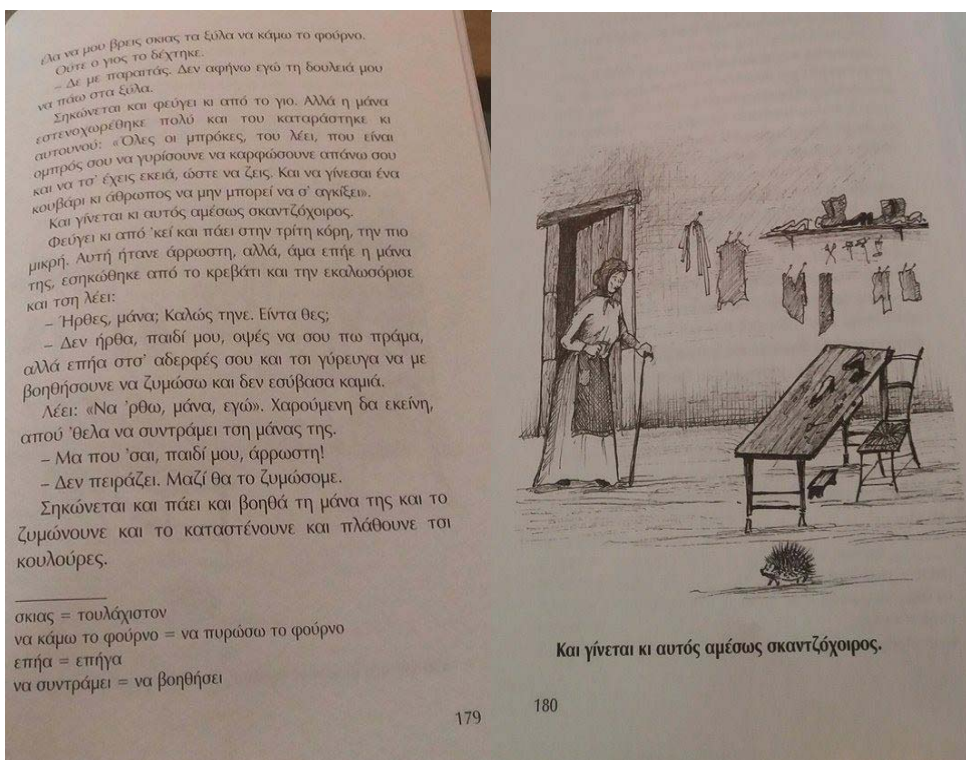 έλα να μου βρεις σκιας τα ξύλα να κάμω το φούρνο.
Ούτε ο γιος το δέχτηκε.
– Δε με παραιτάς. Δεν αφήνω εγώ τη δουλειά μου
να πάω στα ξύλα.
Σηκώνεται και φεύγει κι από το γιο. Αλλά η μάνα
εστενοχωρέθηκε πολύ και του καταράστηκε κι
αυτουνού: «Όλες οι μπρόκες, του λέει, που είναι
ομπρός σου να γυρίσουνε να καρφώσουνε απάνω σου
και να τσ' έχεις εκειά, ώστε να ζεις. Και να γίνεσαι ένα
κουβάρι κι άθρωπος να μην μπορεί να σ' αγκίξει».
Και γίνεται κι αυτός αμέσως σκαντζόχοιρος.
Φεύγει κι από 'κεί και πάει στην τρίτη κόρη, την πιο
μικρή. Αυτή ήτανε άρρωστη, αλλά, άμα επήε η μάνα
της, εσηκώθηκε από το κρεβάτι και την εκαλωσόρισε
και τση λέει:
– Ήρθες, μάνα; Καλώς τηνε. Είντα θες;
– Δεν ήρθα, παιδί μου, οψές να σου πω πράμα,
αλλά επήα στσ' αδερφές σου και τσι γύρευγα να με
βοηθήσουνε να ζυμώσω και δεν εσύβασα καμιά.
Λέει: «Να 'ρθω, μάνα, εγώ». Χαρούμενη δα εκείνη,
απού 'θελα να συντράμει τση μάνας της.
– Μα που 'σαι, παιδί μου, άρρωστη!
– Δεν πειράζει. Μαζί θα το ζυμώσομε.
Σηκώνεται και πάει και βοηθά τη μάνα της και το
ζυμώνουνε και το καταστένουνε και πλάθουνε τσι
κουλούρες.
σκιας = τουλάχιστον
να κάμω το φούρνο = να πυρώσω το φούρνο
επήα = επήγα
να συντράμει = να βοηθήσει
179
Και γίνεται κι αυτός αμέσως σκαντζόχοιρος.
180